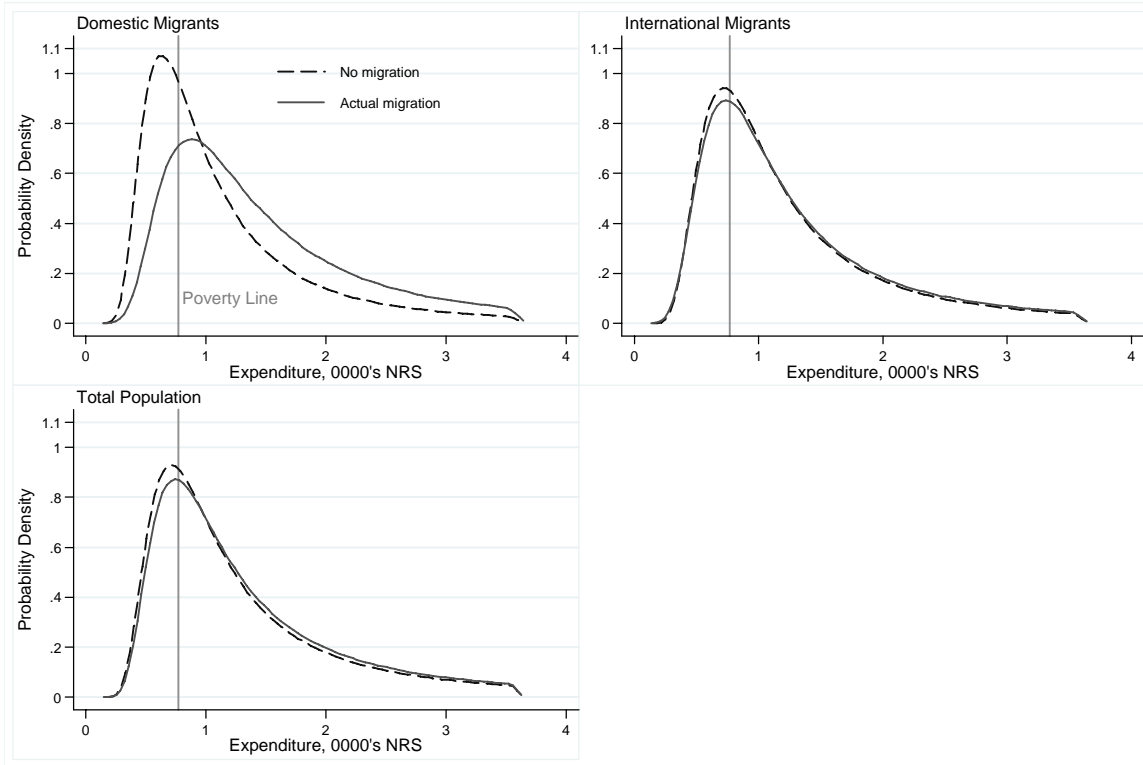 Domestic Migrants
1.1
1
.8
.6
.4
.2
0
Probability Density
No migration
Actual migration
Poverty Line
0 1 2 3 4
Expenditure, 0000's NRS
International Migrants
1.1
1
.8
.6
.4
.2
0
0 1 2 3 4
Expenditure, 0000's NRS
Total Population
1.1
1
.8
.6
.4
.2
0
Probability Density
0 1 2 3 4
Expenditure, 0000's NRS